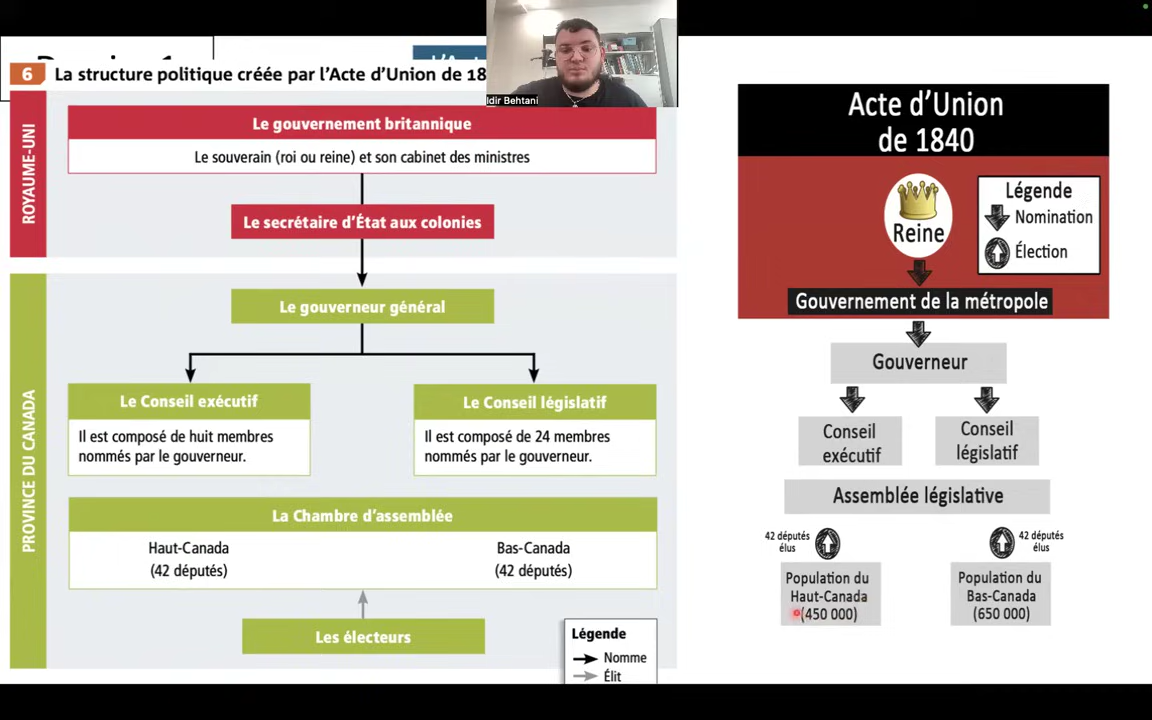 6 La structure politique créée par l'Acte d'Union de 18
Idir Behtani
ROYAUME-UNI
Le gouvernement britannique
Le souverain (roi ou reine) et son cabinet des ministres
Le secrétaire d'État aux colonies
PROVINCE DU CANADA
Le gouverneur général
Le Conseil exécutif
Il est composé de huit membres
nommés par le gouverneur.
Le Conseil législatif
Il est composé de 24 membres
nommés par le gouverneur.
La Chambre d'assemblée
Haut-Canada
(42 députés)
Bas-Canada
(42 députés)
Les électeurs
Légende
Nomme
Élit
Acte d'Union
de 1840
Reine
Légende
Nomination
Élection
Gouvernement de la métropole
Gouverneur
Conseil
exécutif
Conseil
législatif
Assemblée législative
42 députés
élus
42 députés
élus
Population du
Haut-Canada
(450 000)
Population du
Bas-Canada
(650 000)